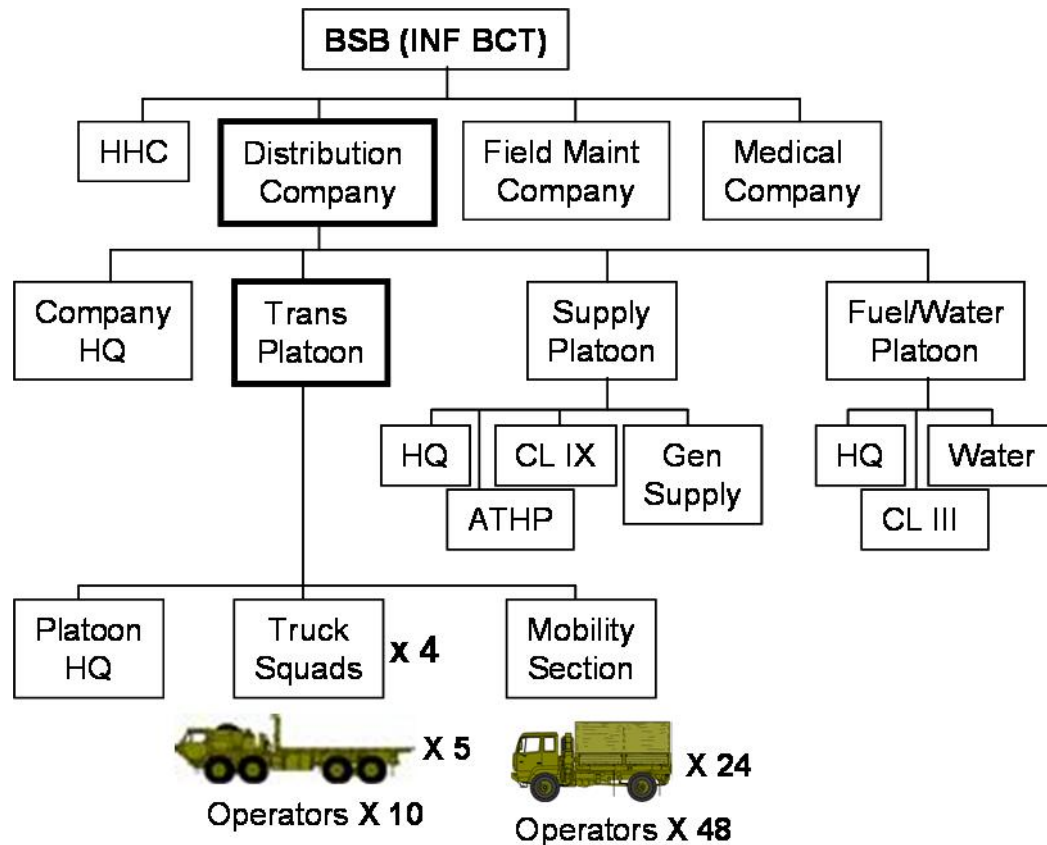 BSB (INF BCT)
HHC
Distribution
Company
Field Maint
Company
Medical
Company
Company
HQ
Trans
Platoon
Supply
Platoon
Fuel/Water
Platoon
HQ
ATHP
CL IX
Gen
Supply
HQ
CL III
Water
Platoon
HQ
Truck
Squads
x 4
Mobility
Section
X 5
Operators X 10
X 24
Operators X 48